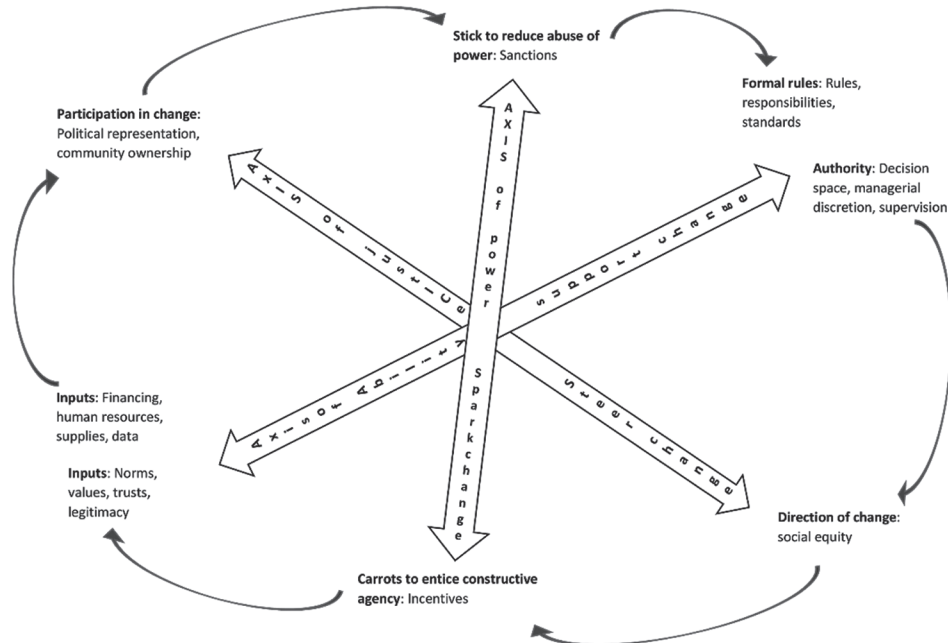 Stick to reduce abuse of
power: Sanctions
Formal rules: Rules,
responsibilities,
standards
Participation in change:
Political representation,
community ownership
Authority: Decision
space, managerial
discretion, supervision
AXIS of power Sparkchange
Axis of justice Steer change
Axis of Ability support change
Inputs: Financing,
human resources,
supplies, data
Inputs: Norms,
values, trusts,
legitimacy
Direction of change:
social equity
Carrots to entice constructive
agency: Incentives